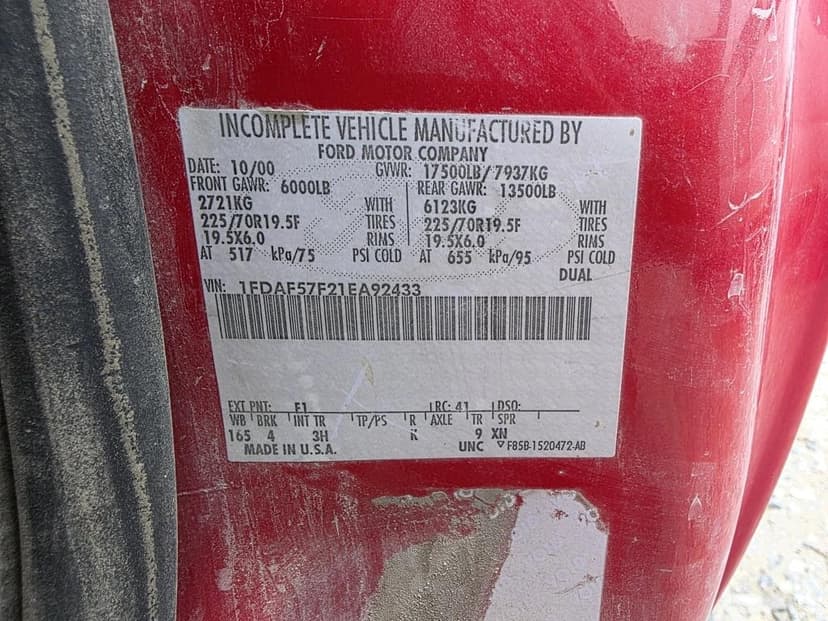 INCOMPLETE VEHICLE MANUFACTURED BY
FORD MOTOR COMPANY
DATE: 10/00 GVWR: 17500LB/ 7937KG
FRONT GAWR: 6000LB REAR GAWR: 13500LB
2721KG WITH 6123KG WITH
225/70R19.5F TIRES 225/70R19.5F TIRES
19.5X6.0 RIMS 19.5X6.0 RIMS
AT 517 kPa/75 PSI COLD AT 655 kPa/95 PSI COLD
DUAL
VIN: 1FDAF57F21EA92433
EXT PNT: E1 RC: 41 DSO:
WB BRK INT TR TP/PS R AXLE TR SPR
165 4 3H K 9 XN
MADE IN U.S.A. UNC F85B-1520472-AB